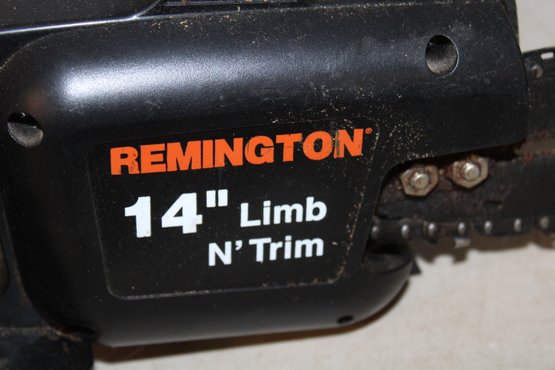 REMINGTON®
14" Limb
N' Trim